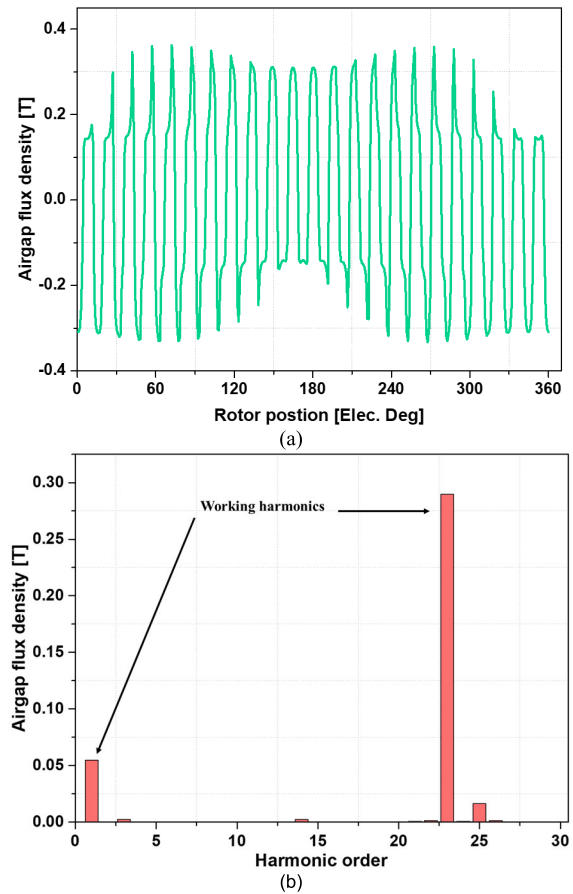 0.4
0.2
0.0
-0.2
-0.4
Airgap flux density [T]
0 60 120 180 240 300 360
Rotor postion [Elec. Deg]
(a)
0.30
0.25
0.20
0.15
0.10
0.05
0.00
Airgap flux density [T]
Working harmonics
0 5 10 15 20 25 30
Harmonic order
(b)